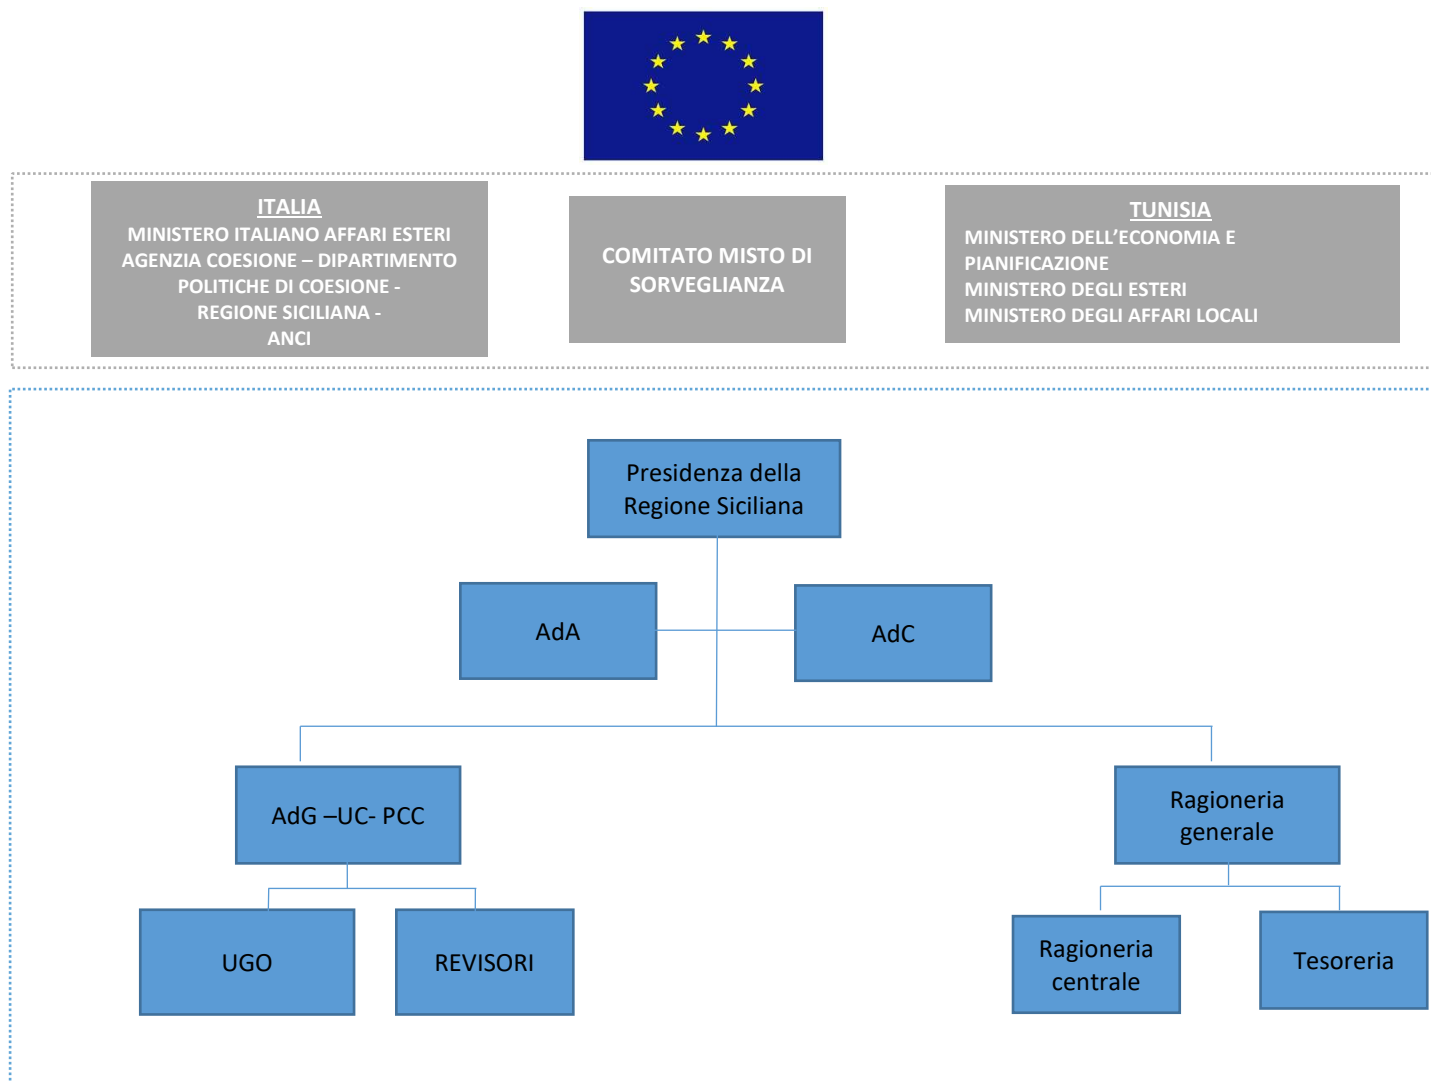 ITALIA
MINISTERO ITALIANO AFFARI ESTERI
AGENZIA COESIONE – DIPARTIMENTO
POLITICHE DI COESIONE -
REGIONE SICILIANA -
ANCI
COMITATO MISTO DI
SORVEGLIANZA
TUNISIA
MINISTERO DELL’ECONOMIA E
PIANIFICAZIONE
MINISTERO DEGLI ESTERI
MINISTERO DEGLI AFFARI LOCALI
Presidenza della
Regione Siciliana
AdA
AdC
AdG –UC- PCC
Ragioneria
generale
UGO
REVISORI
Ragioneria
centrale
Tesoreria